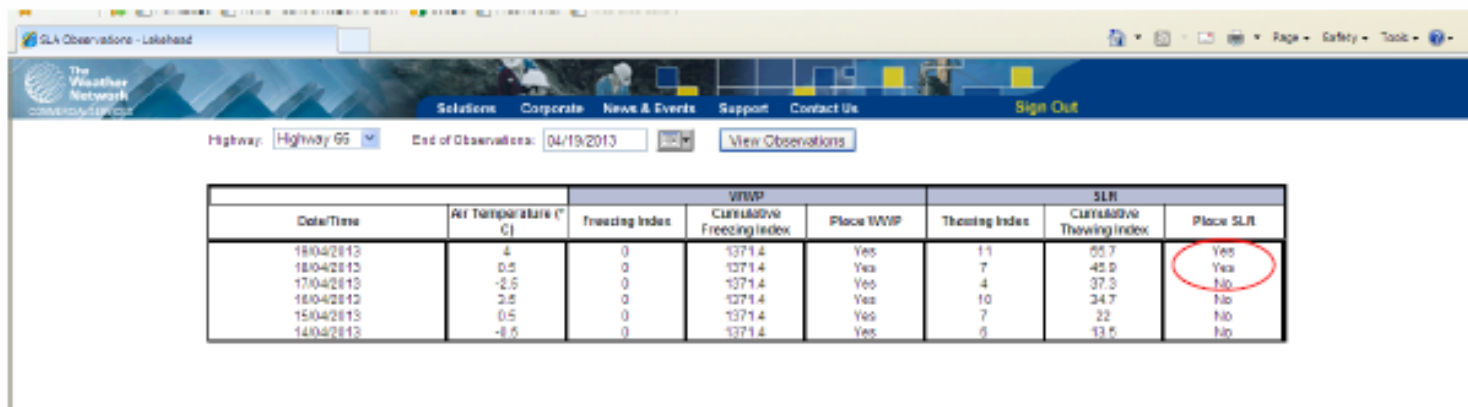 SLA Observations - Lakehead
Page Safety Tools
The
Weather
Network
COMMERCIAL SERVICES
Solutions Corporate News & Events Support Contact Us Sign Out
Highway: Highway 66 End of Observations: 04/19/2013 View Observations
WWP SLR
Date/Time Air Temperature (° C) Freezing Index Cumulative Freezing Index Place WWP Thawing Index Cumulative Thawing Index Place SLR
19/04/2013 4 0 1371.4 Yes 11 Yes
18/04/2013 0.5 0 1371.4 Yes 7 45.9 Yes
17/04/2013 -2.5 0 1371.4 Yes 4 37.3 No
16/04/2013 3.5 0 1371.4 Yes 10 34.7 No
15/04/2013 0.5 0 1371.4 Yes 7 22 No
14/04/2013 -0.5 0 1371.4 Yes 6 13.5 No